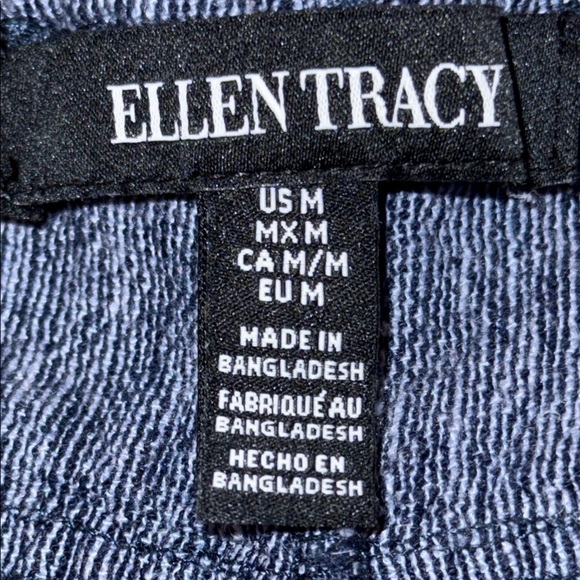 ELLEN TRACY
US M
MX M
CA M/M
EU M
MADE IN
BANGLADESH
FABRIQUÉ AU
BANGLADESH
HECHO EN
BANGLADESH